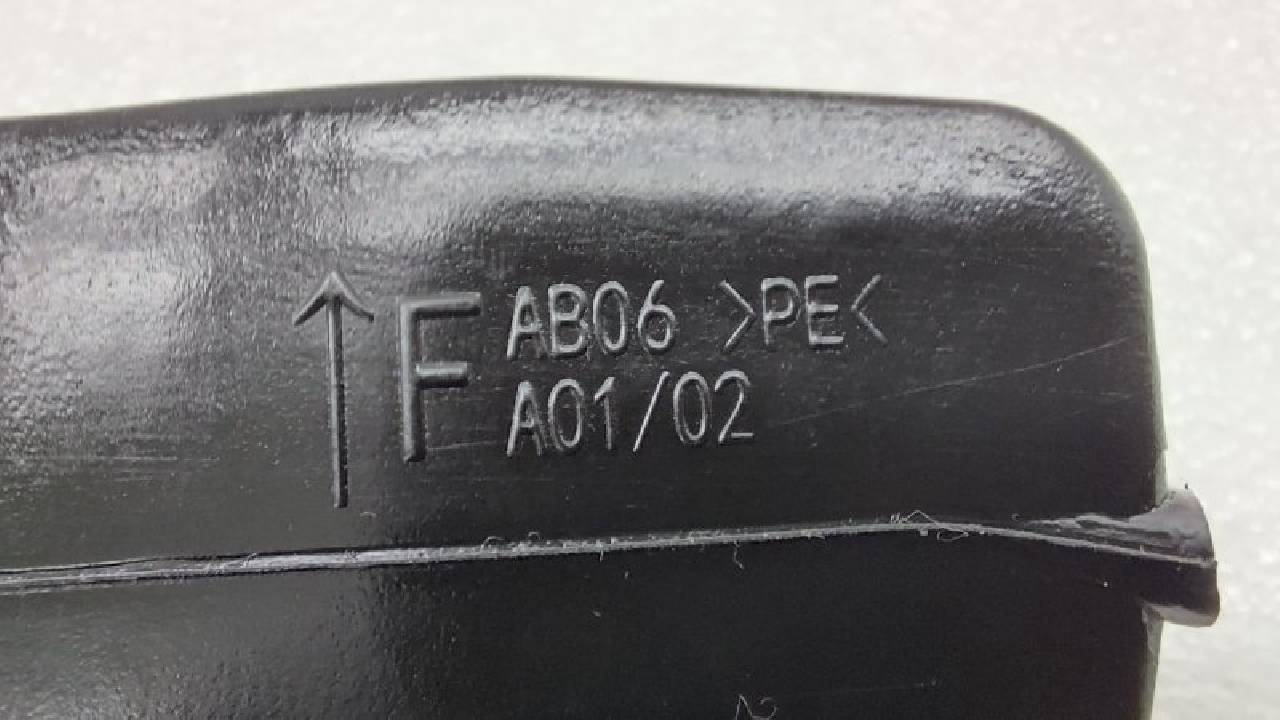 ↑F AB06 >PE<
A01/02